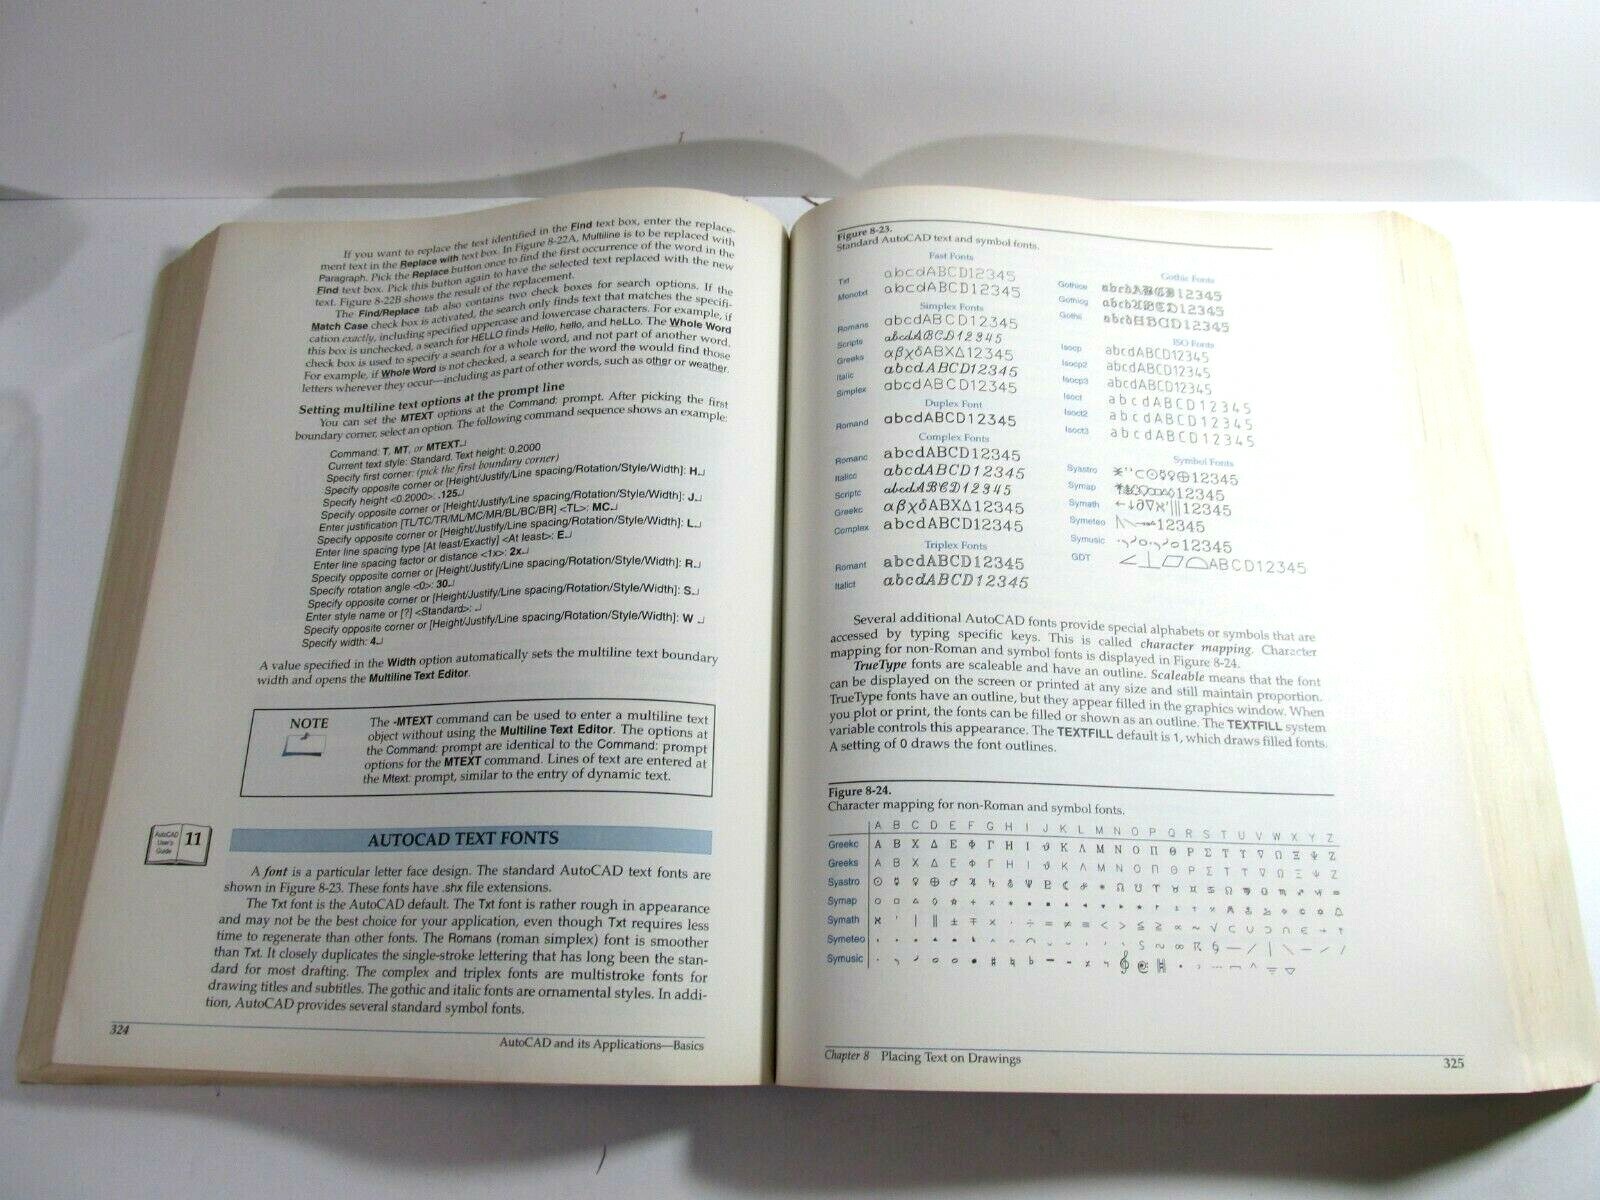 If you want to replace the text identified in the Find text box, enter the replace-
ment text in the Replace with text box. In Figure 8-22A, Multiline is to be replaced with
Paragraph. Pick the Replace button once to find the first occurrence of the word in the
Find text box. Pick this button again to have the selected text replaced with the new
text. Figure 8-22B shows the result of the replacement.
The Find/Replace tab also contains two check boxes for search options. If the
Match Case check box is activated, the search only finds text that matches the specifi-
cation exactly, including specified uppercase and lowercase characters. For example, if
this box is unchecked, a search for HELLO finds Hello, hello, and heLLo. The Whole Word
check box is used to specify a search for a whole word, and not part of another word.
For example, if Whole Word is not checked, a search for the word the would find those
letters wherever they occur—including as part of other words, such as other or weather.
Setting multiline text options at the prompt line
You can set the MTEXT options at the Command: prompt. After picking the first
boundary corner, select an option. The following command sequence shows an example:
Command: T, MT, or MTEXT↵
Current text style: Standard. Text height: 0.2000
Specify first corner: (pick the first boundary corner)
Specify opposite corner or [Height/Justify/Line spacing/Rotation/Style/Width]: H↵
Specify height <0.2000>: .125↵
Specify opposite corner or [Height/Justify/Line spacing/Rotation/Style/Width]: J↵
Enter justification [TL/TC/TR/ML/MC/MR/BL/BC/BR] <TL>: MC↵
Specify opposite corner or [Height/Justify/Line spacing/Rotation/Style/Width]: L↵
Enter line spacing type [At least/Exactly] <At least>: E↵
Enter line spacing factor or distance <1x>: 2x↵
Specify opposite corner or [Height/Justify/Line spacing/Rotation/Style/Width]: R↵
Specify rotation angle <0>: 30↵
Specify opposite corner or [Height/Justify/Line spacing/Rotation/Style/Width]: S↵
Enter style name or [?] <Standard>: ↵
Specify opposite corner or [Height/Justify/Line spacing/Rotation/Style/Width]: W ↵
Specify width: 4↵
A value specified in the Width option automatically sets the multiline text boundary
width and opens the Multiline Text Editor.
NOTE
The -MTEXT command can be used to enter a multiline text
object without using the Multiline Text Editor. The options at
the Command: prompt are identical to the Command: prompt
options for the MTEXT command. Lines of text are entered at
the Mtext: prompt, similar to the entry of dynamic text.
AutoCAD
User's
Guide
11
AUTOCAD TEXT FONTS
A font is a particular letter face design. The standard AutoCAD text fonts are
shown in Figure 8-23. These fonts have .shx file extensions.
The Txt font is the AutoCAD default. The Txt font is rather rough in appearance
and may not be the best choice for your application, even though Txt requires less
time to regenerate than other fonts. The Romans (roman simplex) font is smoother
than Txt. It closely duplicates the single-stroke lettering that has long been the stan-
dard for most drafting. The complex and triplex fonts are multistroke fonts for
drawing titles and subtitles. The gothic and italic fonts are ornamental styles. In addi-
tion, AutoCAD provides several standard symbol fonts.
324
AutoCAD and its Applications—Basics
Figure 8-23.
Standard AutoCAD text and symbol fonts.
Fast Fonts
Txt abcdABCD12345
Monotxt abcdABCD12345
Simplex Fonts
Romans abcdABCD12345
Scripts abcdABCD12345
Greeks αβχδΑΒΧΔ12345
Italic abcdABCD12345
Simplex abcdABCD12345
Duplex Font
Romand abcdABCD12345
Complex Fonts
Romanc abcdABCD12345
Italicc abcdABCD12345
Scriptc abcdABCD12345
Greekc αβχδΑΒΧΔ12345
Complex abcdABCD12345
Triplex Fonts
Romant abcdABCD12345
Italict abcdABCD12345
Gothic Fonts
Gothice abcdABCD12345
Gothicg abcdABCD12345
Gothi abcdABCD12345
ISO Fonts
Isocp abcdABCD12345
Isocp2 abcdABCD12345
Isocp3 abcdABCD12345
Isoct abcdABCD12345
Isoct2 abcdABCD12345
Isoct3 abcdABCD12345
Symbol Fonts
Syastro 12345
Symap 12345
Symath 12345
Symeteo 12345
Symusic 12345
GDT ABCD12345
Several additional AutoCAD fonts provide special alphabets or symbols that are
accessed by typing specific keys. This is called character mapping. Character
mapping for non-Roman and symbol fonts is displayed in Figure 8-24.
TrueType fonts are scaleable and have an outline. Scaleable means that the font
can be displayed on the screen or printed at any size and still maintain proportion.
TrueType fonts have an outline, but they appear filled in the graphics window. When
you plot or print, the fonts can be filled or shown as an outline. The TEXTFILL system
variable controls this appearance. The TEXTFILL default is 1, which draws filled fonts.
A setting of 0 draws the font outlines.
Figure 8-24.
Character mapping for non-Roman and symbol fonts.
A B C D E F G H I J K L M N O P Q R S T U V W X Y Z
Greekc Α Β Χ Δ Ε Φ Γ Η Ι ϑ Κ Λ Μ Ν Ο Π Θ Ρ Σ Τ Υ ∇ Ω Ξ Ψ Ζ
Greeks Α Β Χ Δ Ε Φ Γ Η Ι ϑ Κ Λ Μ Ν Ο Π Θ Ρ Σ Τ Υ ∇ Ω Ξ Ψ Ζ
Syastro
Symap
Symath
Symeteo
Symusic
Chapter 8 Placing Text on Drawings
325